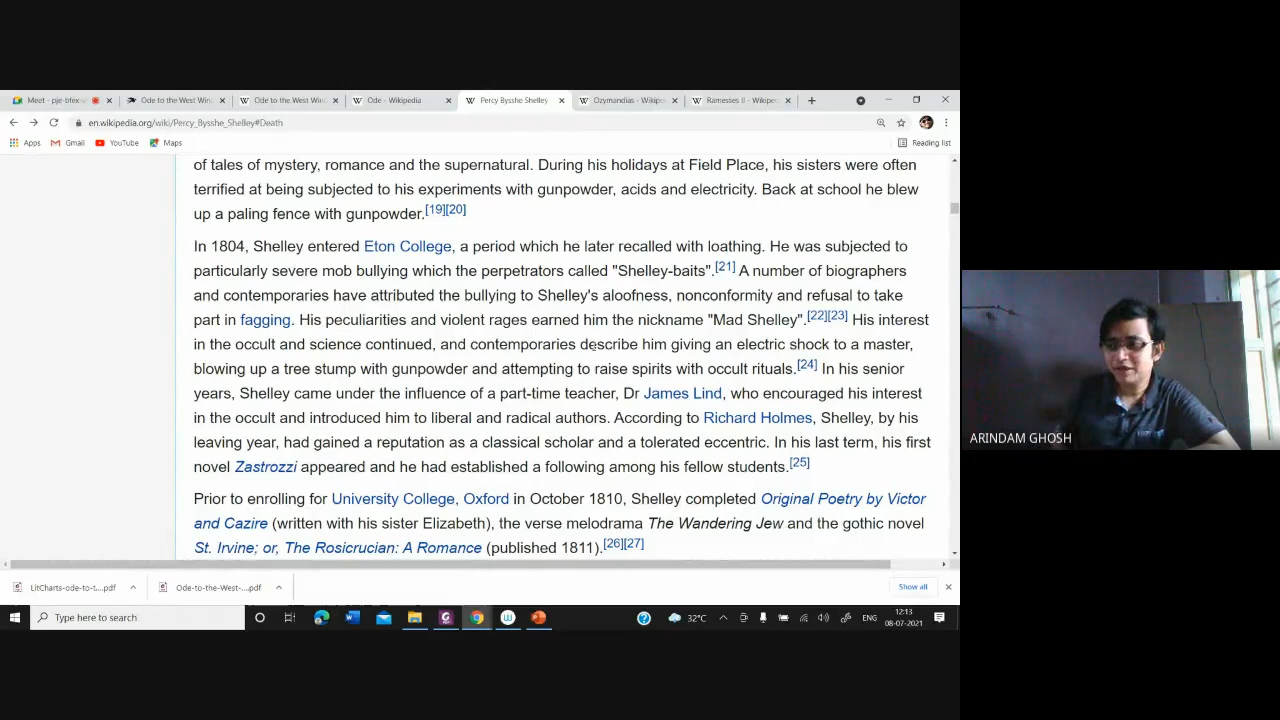 Meet - pje-bfex-
Ode to the West Win
Ode to the West Win
Ode - Wikipedia
Percy Bysshe Shelley
Ozymandias - Wikipe
Ramesses II - Wikipe
en.wikipedia.org/wiki/Percy_Bysshe_Shelley#Death
Apps Gmail YouTube Maps Reading list
of tales of mystery, romance and the supernatural. During his holidays at Field Place, his sisters were often
terrified at being subjected to his experiments with gunpowder, acids and electricity. Back at school he blew
up a paling fence with gunpowder.[19][20]
In 1804, Shelley entered Eton College, a period which he later recalled with loathing. He was subjected to
particularly severe mob bullying which the perpetrators called "Shelley-baits".[21] A number of biographers
and contemporaries have attributed the bullying to Shelley's aloofness, nonconformity and refusal to take
part in fagging. His peculiarities and violent rages earned him the nickname "Mad Shelley".[22][23] His interest
in the occult and science continued, and contemporaries describe him giving an electric shock to a master,
blowing up a tree stump with gunpowder and attempting to raise spirits with occult rituals.[24] In his senior
years, Shelley came under the influence of a part-time teacher, Dr James Lind, who encouraged his interest
in the occult and introduced him to liberal and radical authors. According to Richard Holmes, Shelley, by his
leaving year, had gained a reputation as a classical scholar and a tolerated eccentric. In his last term, his first
novel Zastrozzi appeared and he had established a following among his fellow students.[25]
Prior to enrolling for University College, Oxford in October 1810, Shelley completed Original Poetry by Victor
and Cazire (written with his sister Elizabeth), the verse melodrama The Wandering Jew and the gothic novel
St. Irvine; or, The Rosicrucian: A Romance (published 1811).[26][27]
ARINDAM GHOSH
LitCharts-ode-to-t....pdf
Ode-to-the-West-....pdf
Show all
Type here to search
32°C
ENG
12:13
08-07-2021